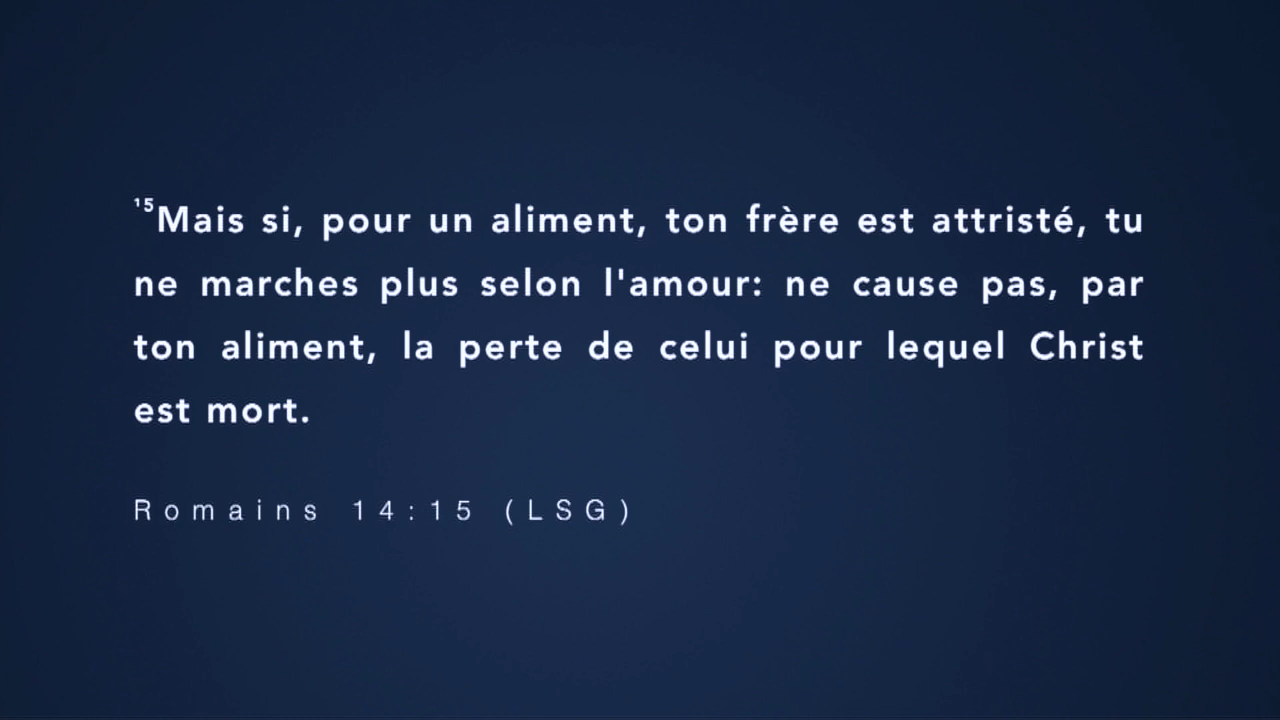 ¹⁵Mais si, pour un aliment, ton frère est attristé, tu
ne marches plus selon l'amour: ne cause pas, par
ton aliment, la perte de celui pour lequel Christ
est mort.
Romains 14:15 (LSG)